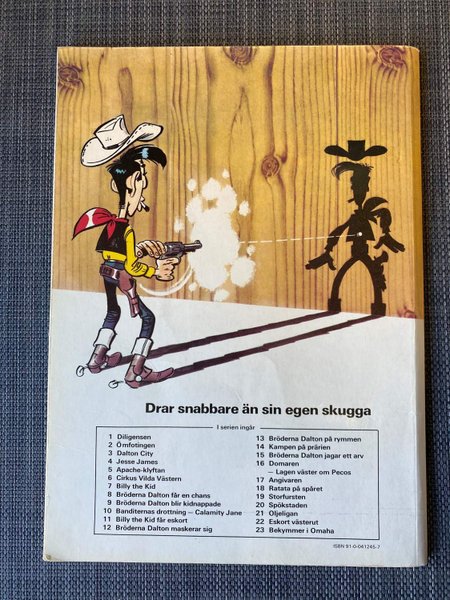 Drar snabbare än sin egen skugga
I serien ingår
1 Diligensen
2 Ömfotingen
3 Dalton City
4 Jesse James
5 Apache-klyftan
6 Cirkus Vilda Västern
7 Billy the Kid
8 Bröderna Dalton får en chans
9 Bröderna Dalton blir kidnappade
10 Banditernas drottning – Calamity Jane
11 Billy the Kid får eskort
12 Bröderna Dalton maskerar sig
13 Bröderna Dalton på rymmen
14 Kampen på prärien
15 Bröderna Dalton jagar ett arv
16 Domaren
– Lagen väster om Pecos
17 Angivaren
18 Ratata på spåret
19 Storfursten
20 Spökstaden
21 Oljeligan
22 Eskort västerut
23 Bekymmer i Omaha
ISBN 91-0-041245-7